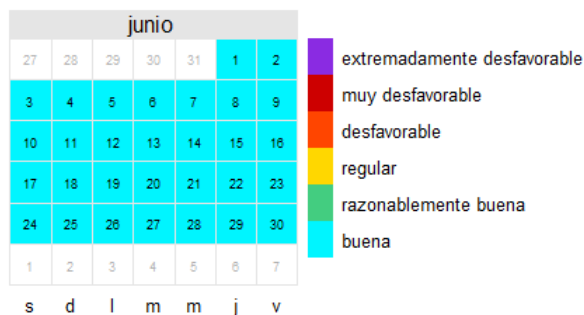 junio
27 28 29 30 31 1 2
3 4 5 6 7 8 9
10 11 12 13 14 15 16
17 18 19 20 21 22 23
24 25 26 27 28 29 30
1 2 3 4 5 6 7
s d l m m j v
extremadamente desfavorable
muy desfavorable
desfavorable
regular
razonablemente buena
buena